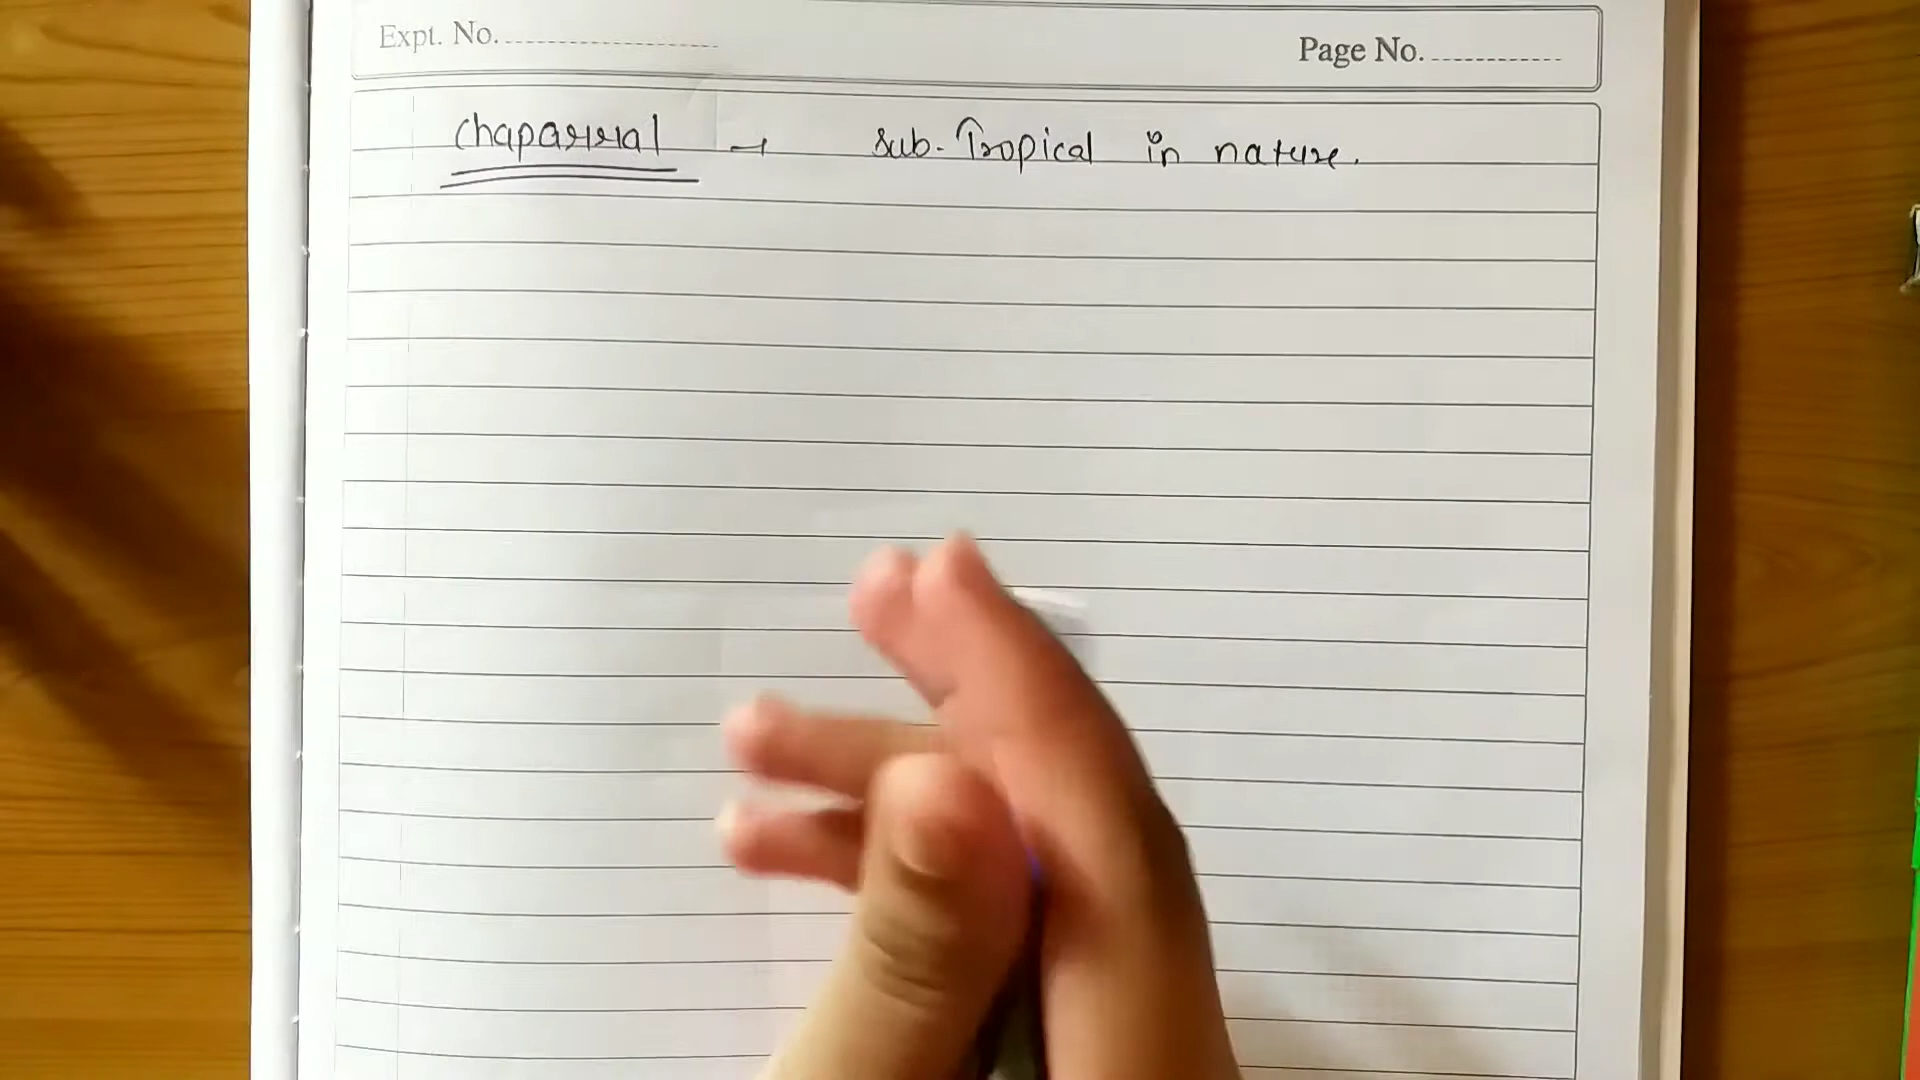 Expt. No.
Page No.
Chaparral → Sub-Tropical in nature.